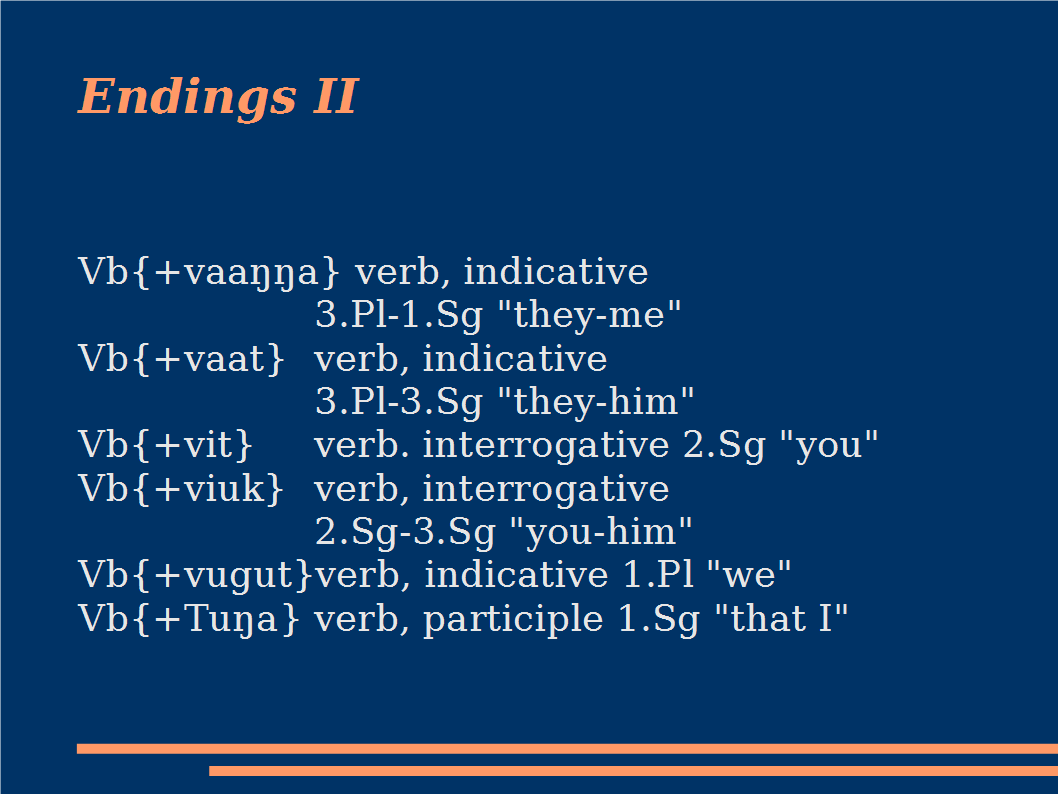 Endings II
Vb{+vaaŋŋa} verb, indicative
3.Pl-1.Sg "they-me"
Vb{+vaat} verb, indicative
3.Pl-3.Sg "they-him"
Vb{+vit} verb. interrogative 2.Sg "you"
Vb{+viuk} verb, interrogative
2.Sg-3.Sg "you-him"
Vb{+vugut}verb, indicative 1.Pl "we"
Vb{+Tuŋa} verb, participle 1.Sg "that I"